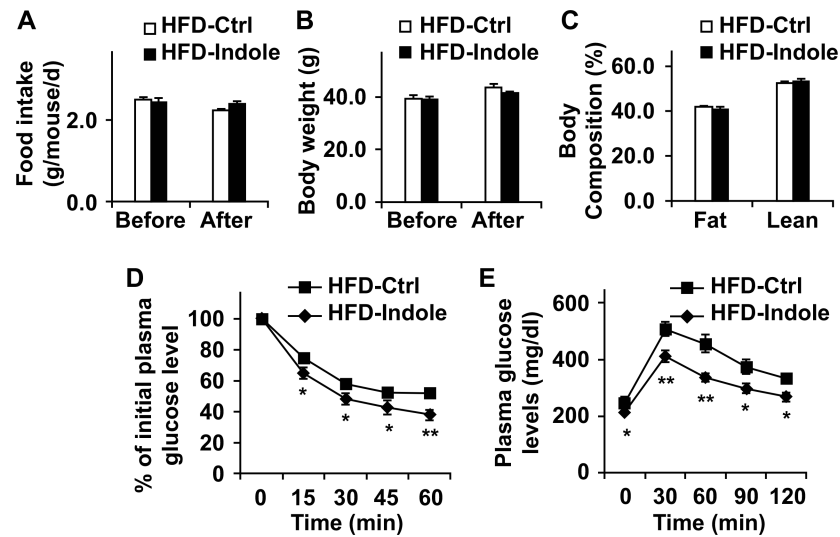 A
HFD-Ctrl
HFD-Indole
Food intake
(g/mouse/d)
2.0
0.0
Before After
B
HFD-Ctrl
HFD-Indole
Body weight (g)
40.0
20.0
0.0
Before After
C
HFD-Ctrl
HFD-Indole
Body
Composition (%)
60.0
40.0
20.0
0.0
Fat Lean
D
HFD-Ctrl
HFD-Indole
% of initial plasma
glucose level
100
80
60
40
20
0
*
*
*
**
0 15 30 45 60
Time (min)
E
HFD-Ctrl
HFD-Indole
Plasma glucose
levels (mg/dl)
600
400
200
0
*
**
**
*
*
0 30 60 90 120
Time (min)